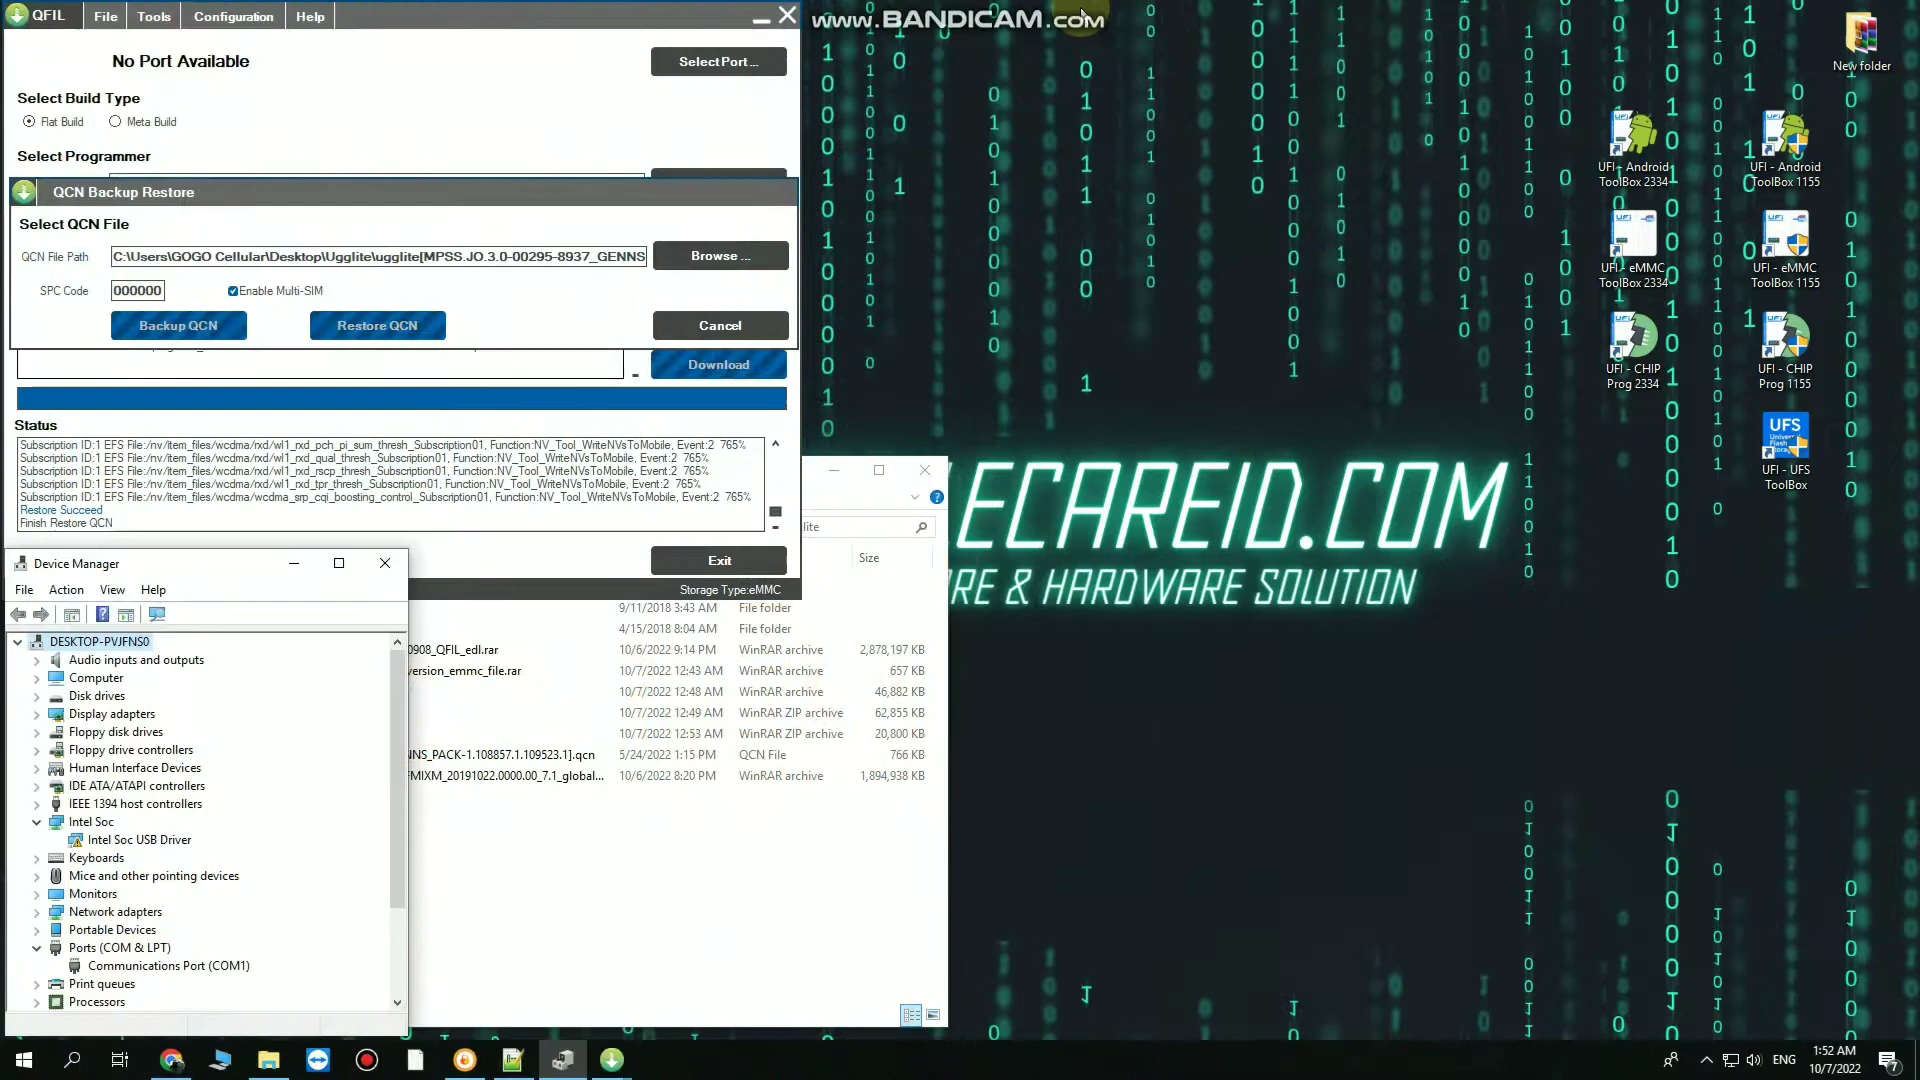 QFIL
File
Tools
Configuration
Help
www.BANDICAM.com
No Port Available
Select Port ...
Select Build Type
Flat Build
Meta Build
Select Programmer
QCN Backup Restore
Select QCN File
QCN File Path
C:\Users\GOGO Cellular\Desktop\Ugglite\ugglite[MPSS.JO.3.0-00295-8937_GENNS
Browse ...
SPC Code
000000
Enable Multi-SIM
Backup QCN
Restore QCN
Cancel
Download
Status
Subscription ID:1 EFS File:/nv/item_files/wcdma/rxd/wl1_rxd_pch_pi_sum_thresh_Subscription01, Function:NV_Tool_WriteNVsToMobile, Event:2 765%
Subscription ID:1 EFS File:/nv/item_files/wcdma/rxd/wl1_rxd_qual_thresh_Subscription01, Function:NV_Tool_WriteNVsToMobile, Event:2 765%
Subscription ID:1 EFS File:/nv/item_files/wcdma/rxd/wl1_rxd_rscp_thresh_Subscription01, Function:NV_Tool_WriteNVsToMobile, Event:2 765%
Subscription ID:1 EFS File:/nv/item_files/wcdma/rxd/wl1_rxd_tpr_thresh_Subscription01, Function:NV_Tool_WriteNVsToMobile, Event:2 765%
Subscription ID:1 EFS File:/nv/item_files/wcdma/wcdma_srp_cqi_boosting_control_Subscription01, Function:NV_Tool_WriteNVsToMobile, Event:2 765%
Restore Succeed
Finish Restore QCN
Exit
Storage Type:eMMC
Device Manager
File
Action
View
Help
DESKTOP-PVJFNS0
Audio inputs and outputs
Computer
Disk drives
Display adapters
Floppy disk drives
Floppy drive controllers
Human Interface Devices
IDE ATA/ATAPI controllers
IEEE 1394 host controllers
Intel Soc
Intel Soc USB Driver
Keyboards
Mice and other pointing devices
Monitors
Network adapters
Portable Devices
Ports (COM & LPT)
Communications Port (COM1)
Print queues
Processors
lite
Size
9/11/2018 3:43 AM File folder
4/15/2018 8:04 AM File folder
0908_QFIL_edl.rar 10/6/2022 9:14 PM WinRAR archive 2,878,197 KB
version_emmc_file.rar 10/7/2022 12:43 AM WinRAR archive 657 KB
10/7/2022 12:48 AM WinRAR archive 46,882 KB
10/7/2022 12:49 AM WinRAR ZIP archive 62,855 KB
10/7/2022 12:53 AM WinRAR ZIP archive 20,800 KB
NNS_PACK-1.108857.1.109523.1].qcn 5/24/2022 1:15 PM QCN File 766 KB
FMIXM_20191022.0000.00_7.1_global... 10/6/2022 8:20 PM WinRAR archive 1,894,938 KB
LECAREID.COM
RE & HARDWARE SOLUTION
New folder
UFI - Android
ToolBox 2334
UFI - Android
ToolBox 1155
UFI - eMMC
ToolBox 2334
UFI - eMMC
ToolBox 1155
UFI - CHIP
Prog 2334
UFI - CHIP
Prog 1155
UFS
UFI - UFS
ToolBox
ENG
1:52 AM
10/7/2022
7